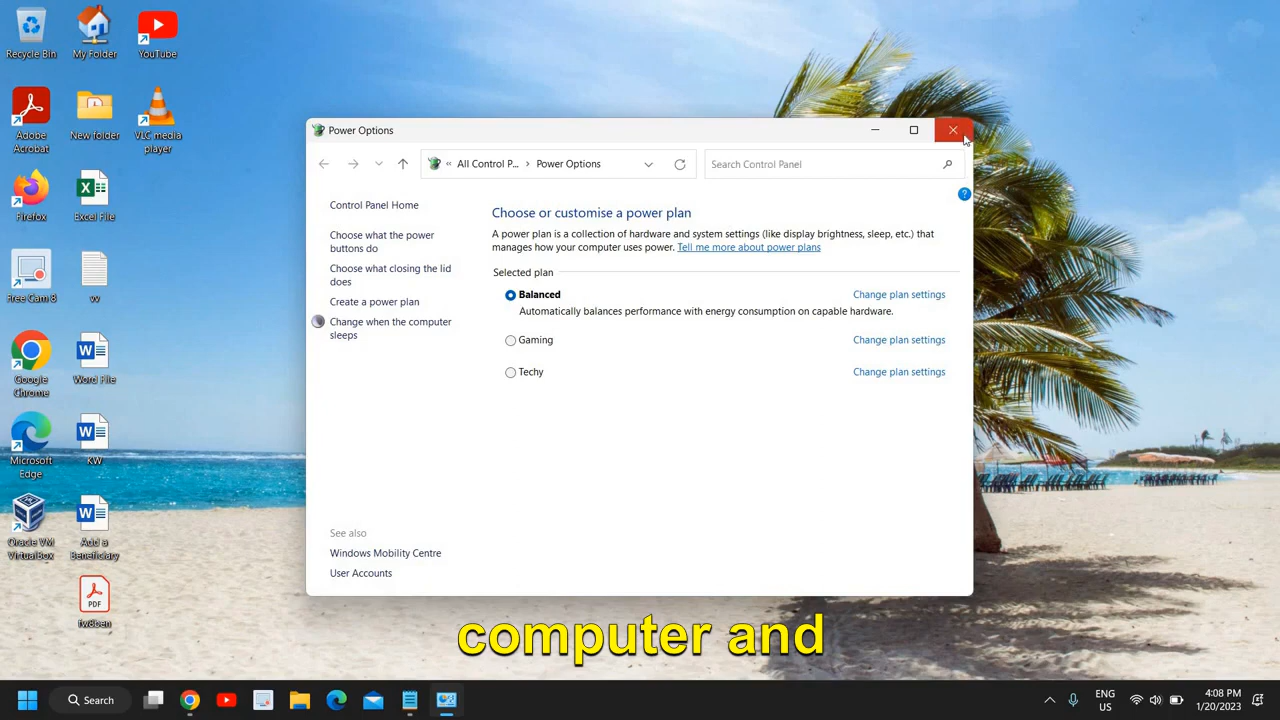 Recycle Bin
My Folder
YouTube
Adobe
Acrobat
New folder
VLC media
player
Firefox
Excel File
Free Cam 8
vv
Google
Chrome
Word File
Microsoft
Edge
KW
Oracle VM
VirtualBox
Add a
Beneficiary
PDF
fw8ben
Power Options
« All Control P... › Power Options
Search Control Panel
Control Panel Home
Choose what the power
buttons do
Choose what closing the lid
does
Create a power plan
Change when the computer
sleeps
See also
Windows Mobility Centre
User Accounts
Choose or customise a power plan
A power plan is a collection of hardware and system settings (like display brightness, sleep, etc.) that
manages how your computer uses power. Tell me more about power plans
Selected plan
Balanced Change plan settings
Automatically balances performance with energy consumption on capable hardware.
Gaming Change plan settings
Techy Change plan settings
computer and
Search
ENG
US
4:08 PM
1/20/2023